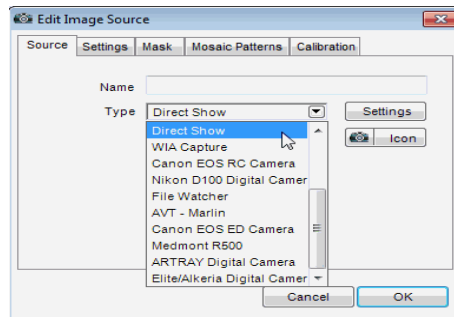 Edit Image Source
Source Settings Mask Mosaic Patterns Calibration
Name
Type Direct Show Settings
Direct Show
Icon
WIA Capture
Canon EOS RC Camera
Nikon D100 Digital Camer
File Watcher
AVT - Marlin
Canon EOS ED Camera
Medmont R500
ARTRAY Digital Camera
Elite/Alkeria Digital Camer
Cancel OK